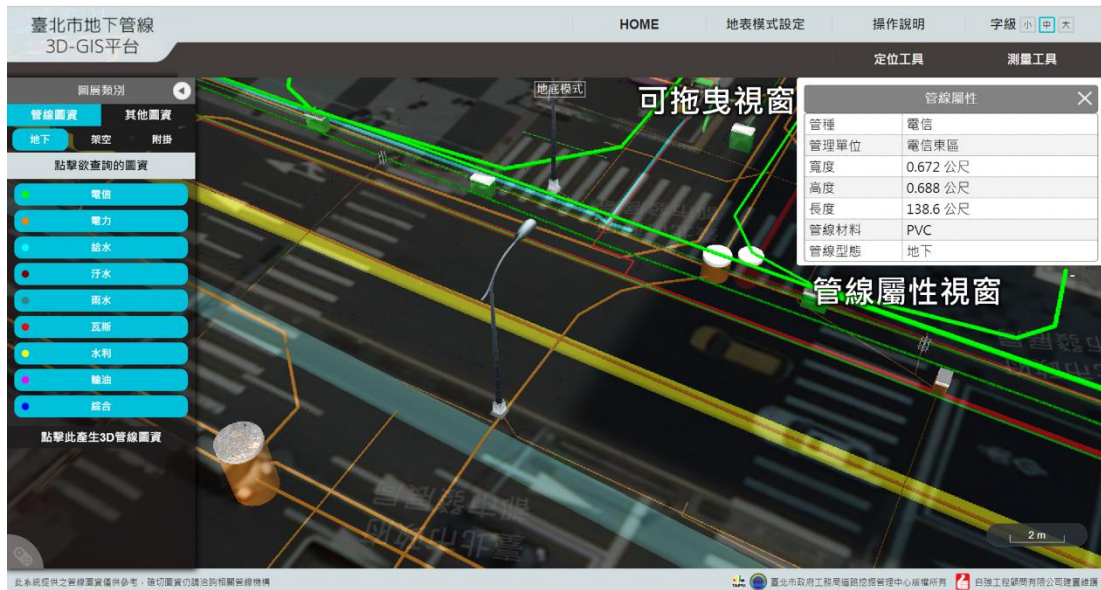 臺北市地下管線
3D-GIS平台
HOME
地表模式設定
操作說明
字級 小 中 大
定位工具
測量工具
圖層類別
管線圖資
其他圖資
地下
架空
附掛
點擊欲查詢的圖資
電信
電力
給水
汙水
雨水
瓦斯
水利
輸油
綜合
點擊此產生3D管線圖資
地底模式
可拖曳視窗
管線屬性
管種 電信
管理單位 電信東區
寬度 0.672 公尺
高度 0.688 公尺
長度 138.6 公尺
管線材料 PVC
管線型態 地下
管線屬性視窗
都市發展局
臺北市政府
2 m
此系統提供之管線圖資僅供參考，確切圖資仍請洽詢相關管線機構
臺北市政府工務局道路挖掘管理中心版權所有
自強工程顧問有限公司建置維護